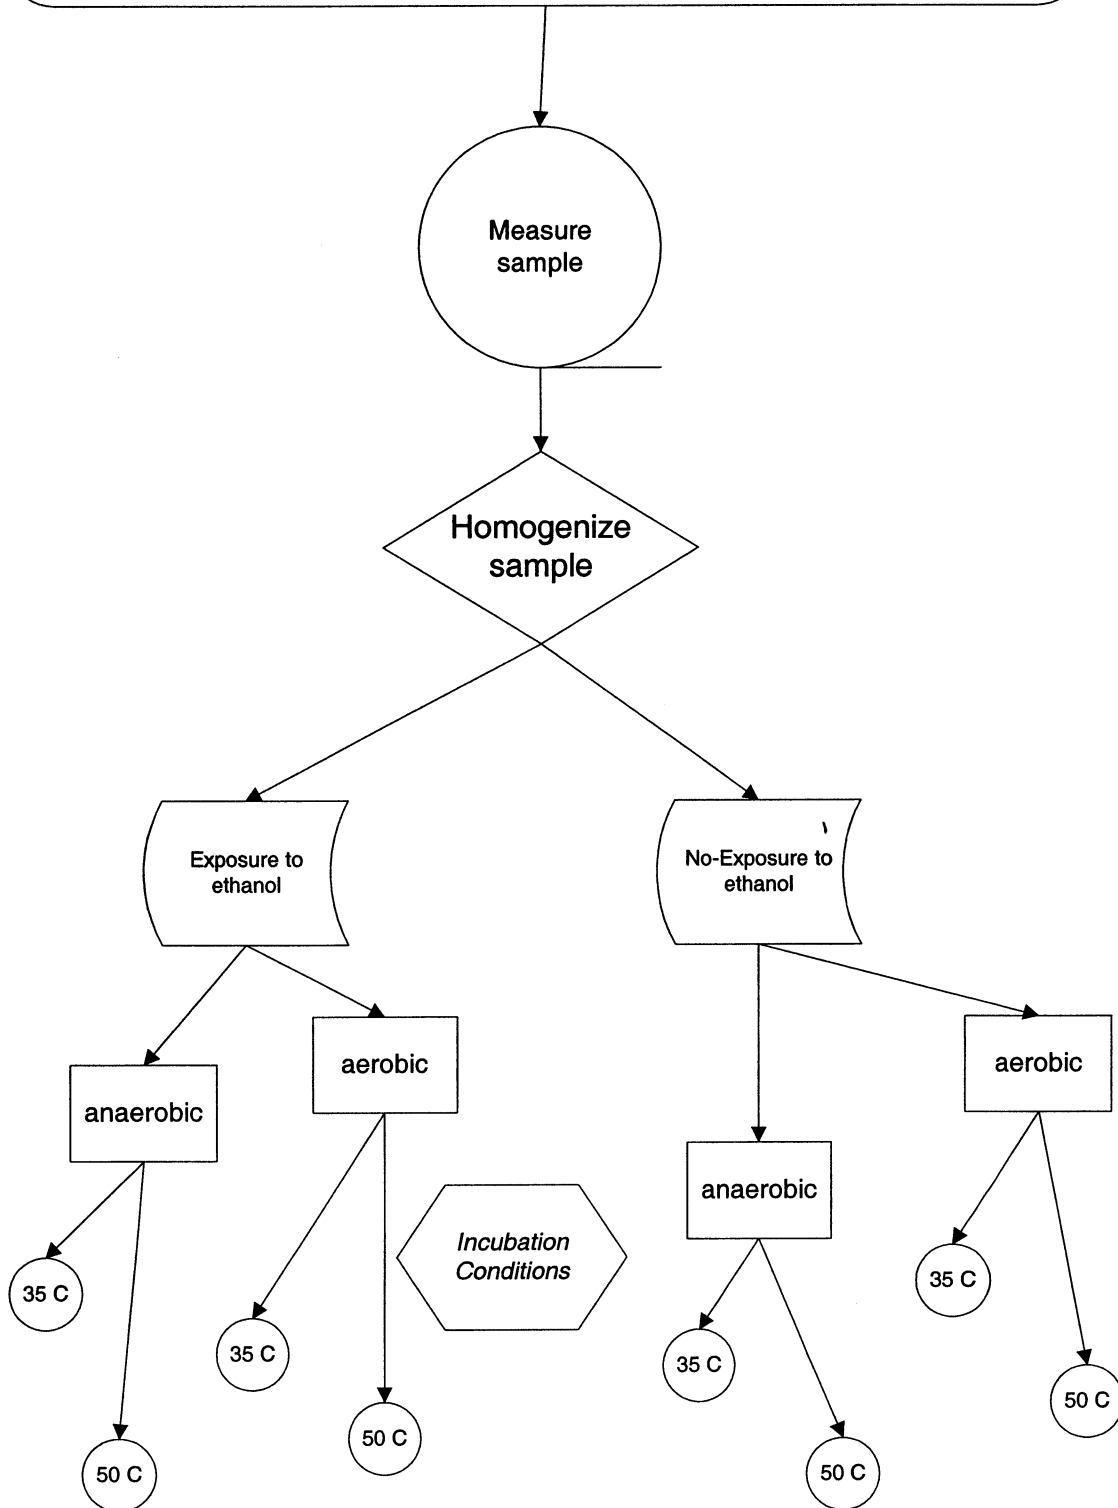 Measure
sample
Homogenize
sample
Exposure to
ethanol
No-Exposure to
ethanol
anaerobic
aerobic
anaerobic
aerobic
Incubation
Conditions
35 C
50 C
35 C
50 C
35 C
50 C
35 C
50 C